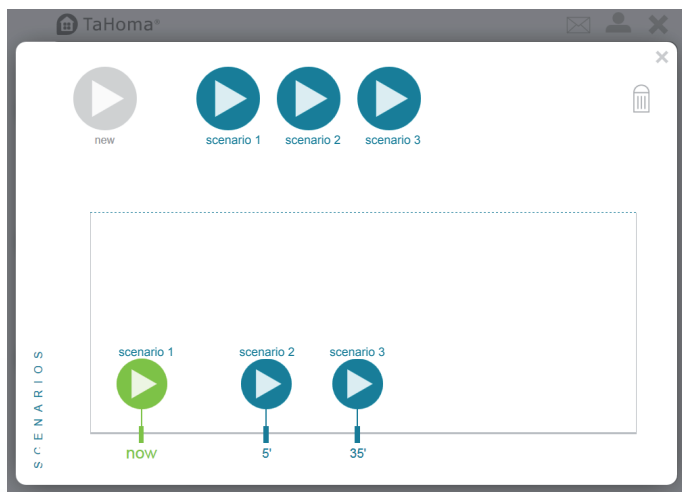 TaHoma®
new
scenario 1
scenario 2
scenario 3
scenario 1
scenario 2
scenario 3
now
5'
35'
SCENARIOS